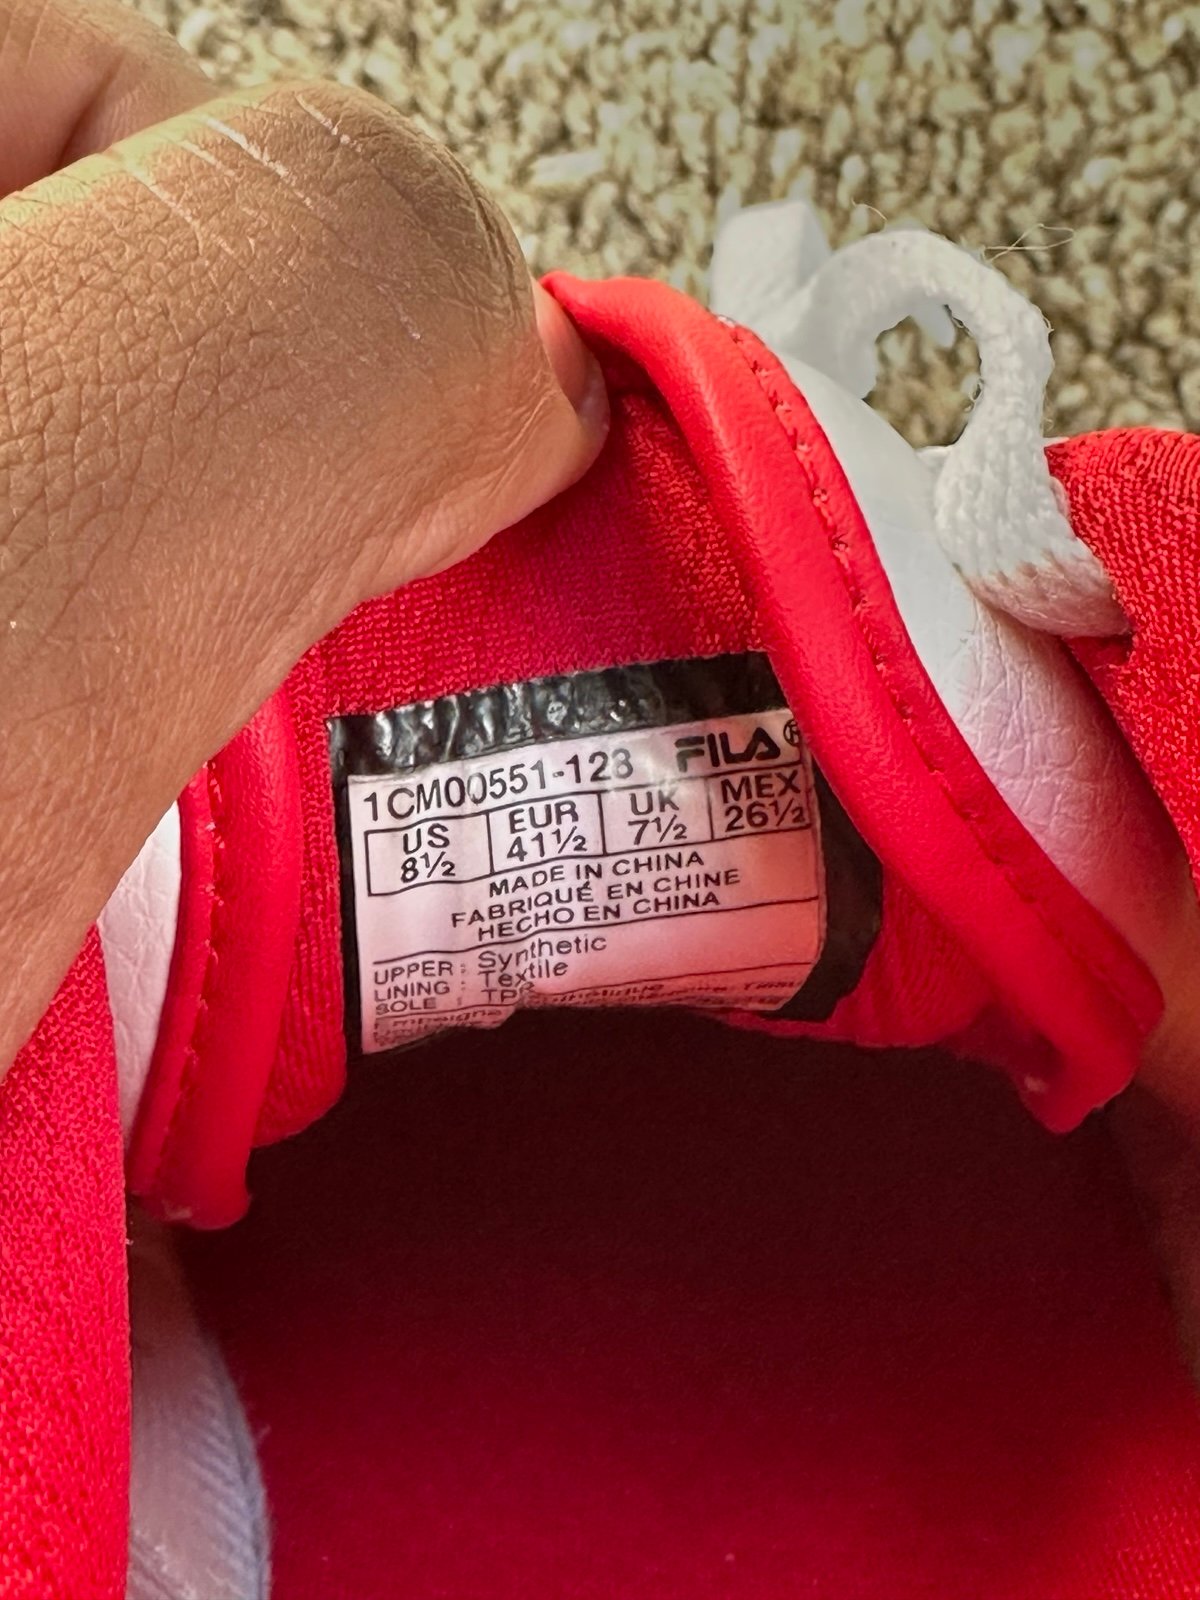 1CM00551-128 FILA®
US EUR UK MEX
8½ 41½ 7½ 26½
MADE IN CHINA
FABRIQUÉ EN CHINE
HECHO EN CHINA
UPPER : Synthetic
LINING : Textile
SOLE : TPR